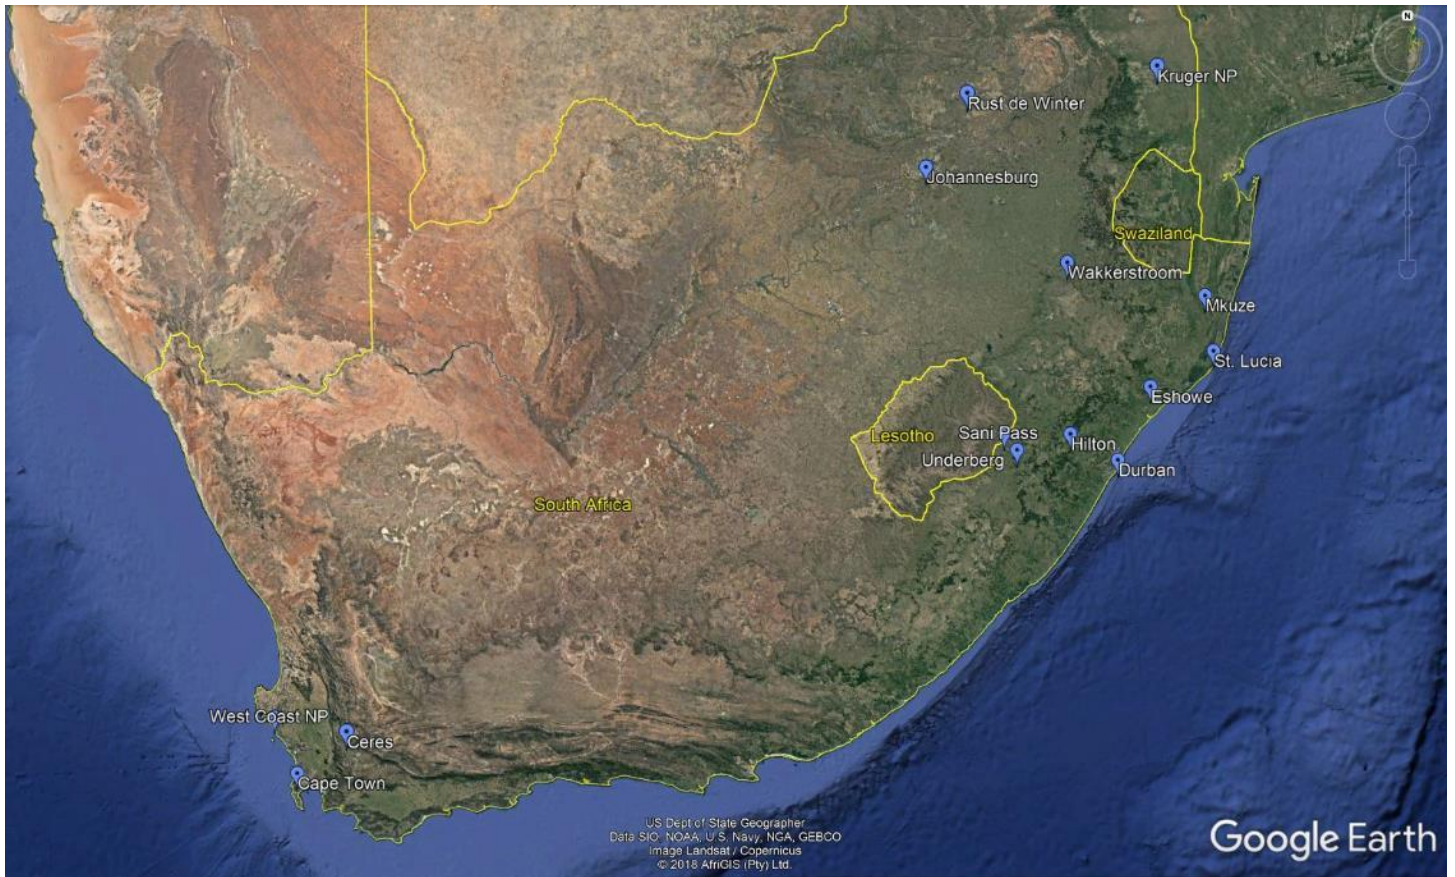 N
Kruger NP
Rust de Winter
Johannesburg
Swaziland
Wakkerstroom
Mkuze
St. Lucia
Eshowe
Lesotho
Sani Pass
Hilton
Underberg
Durban
South Africa
West Coast NP
Ceres
Cape Town
US Dept of State Geographer
Data SIO, NOAA, U.S. Navy, NGA, GEBCO
Image Landsat / Copernicus
© 2018 AfriGIS (Pty) Ltd.
Google Earth